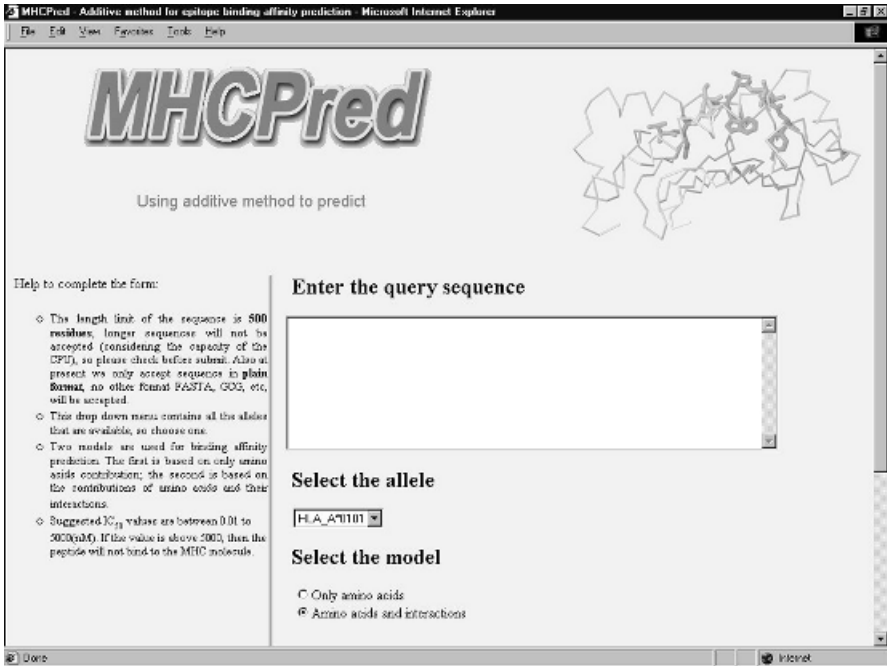 MHCPred - Additive method for epitope binding affinity prediction - Microsoft Internet Explorer
File Edit View Favorites Tools Help
MHCPred
Using additive method to predict
Help to complete the form:
The length limit of the sequence is 500
residues, longer sequences will not be
accepted (considering the capacity of the
CPU), so please check before submit. Also at
present we only accept sequence in plain
format, no other format FASTA, GCG, etc,
will be accepted.
This drop down menu contains all the alleles
that are available, so choose one.
Two models are used for binding affinity
prediction. The first is based on only amino
acids contribution; the second is based on
the contributions of amino acids and their
interactions.
Suggested IC50 values are between 0.01 to
5000(nM). If the value is above 5000, then the
peptide will not bind to the MHC molecule.
Enter the query sequence
Select the allele
HLA_A*0101
Select the model
Only amino acids
Amino acids and interactions
Done
Internet